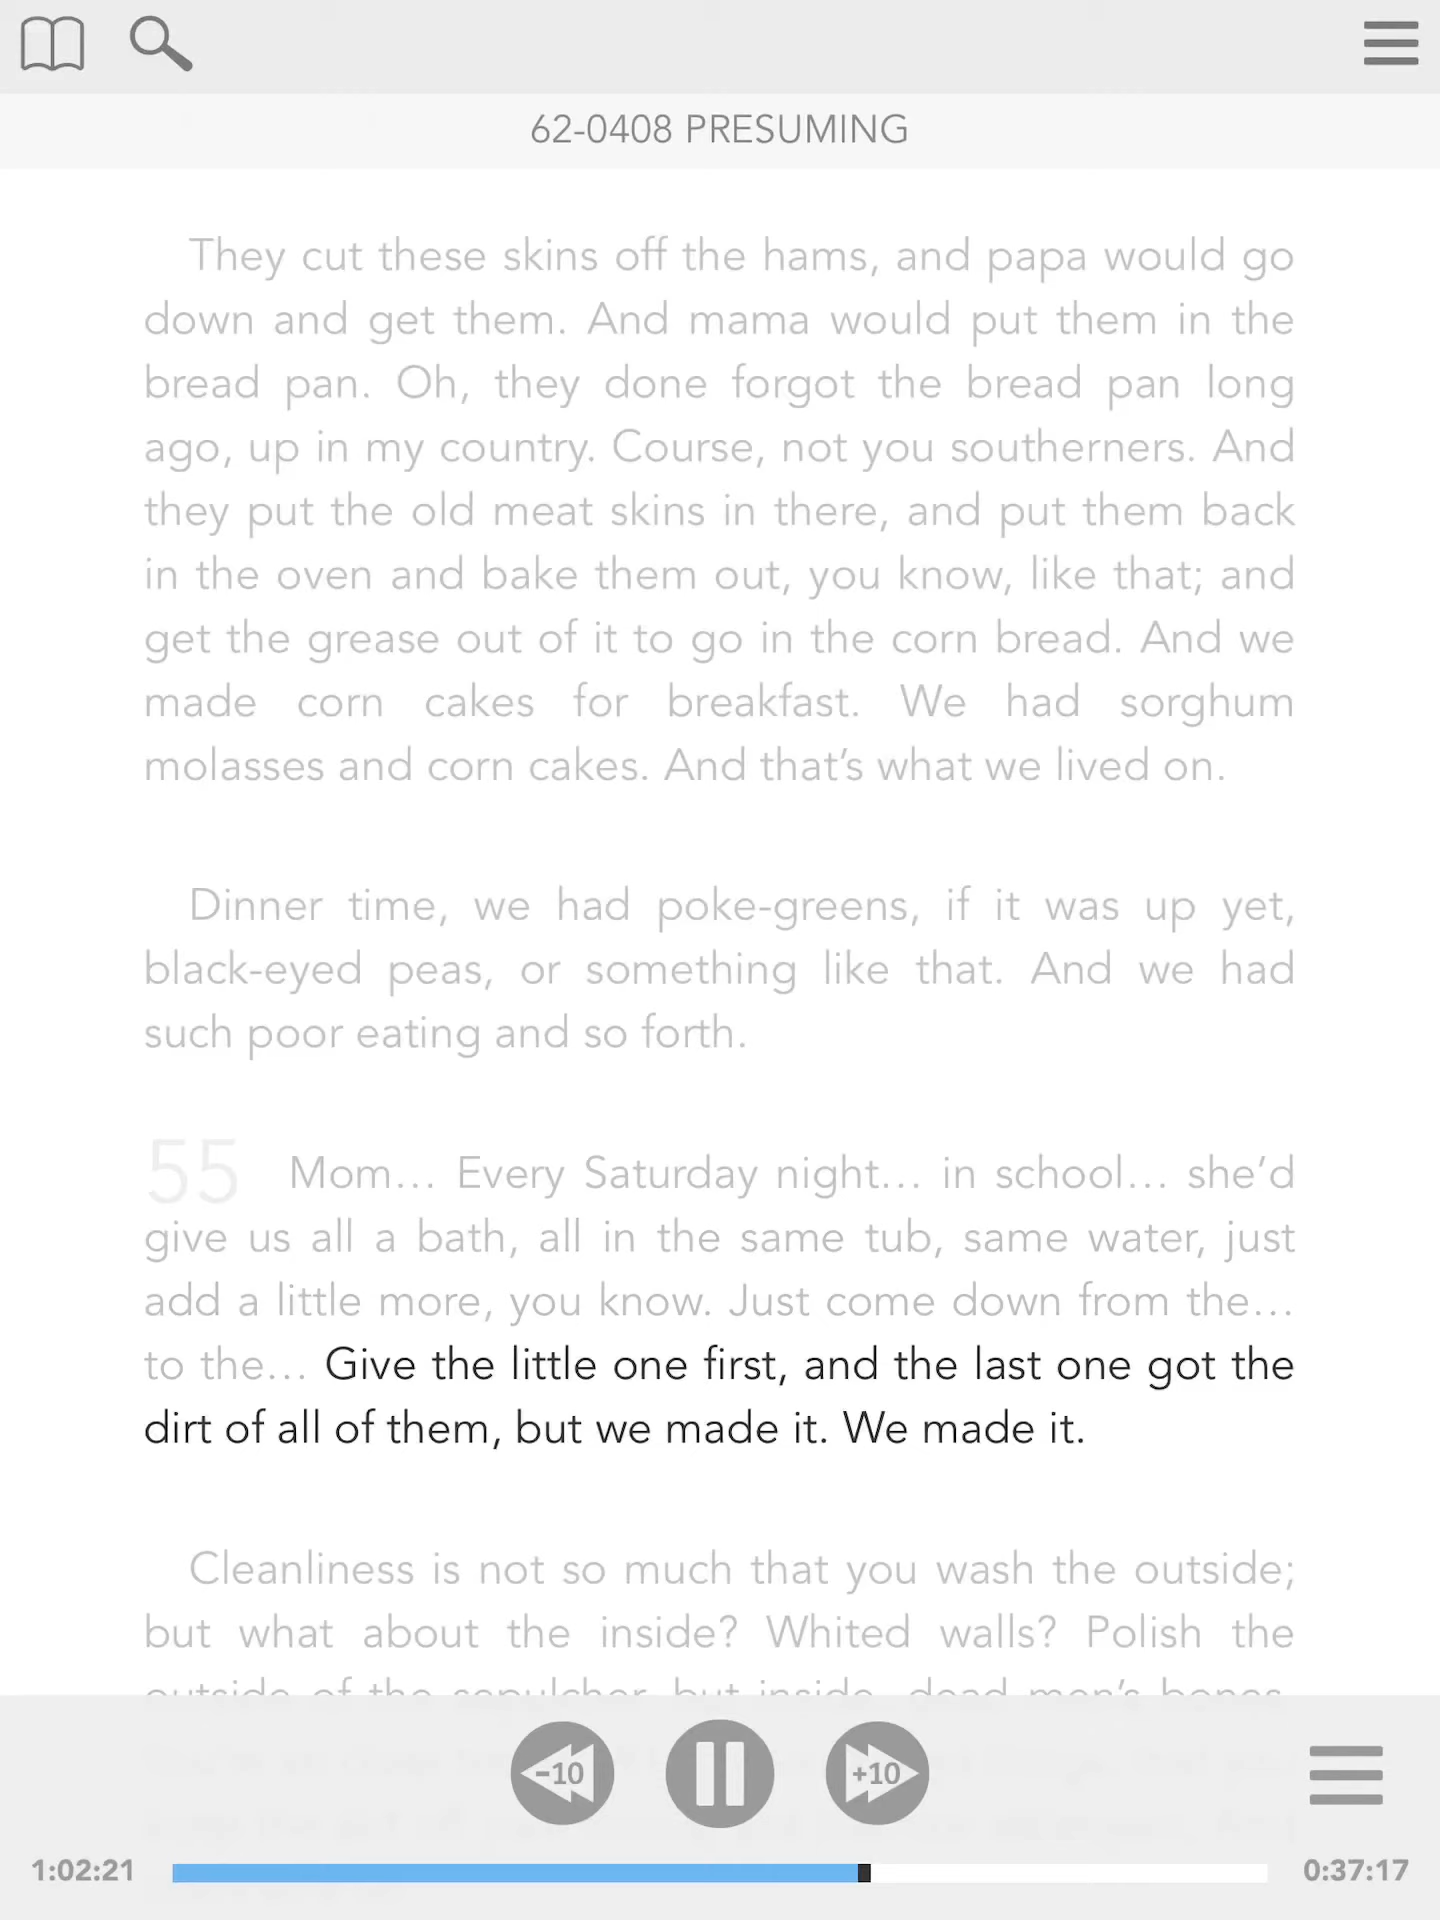 62-0408 PRESUMING
They cut these skins off the hams, and papa would go
down and get them. And mama would put them in the
bread pan. Oh, they done forgot the bread pan long
ago, up in my country. Course, not you southerners. And
they put the old meat skins in there, and put them back
in the oven and bake them out, you know, like that; and
get the grease out of it to go in the corn bread. And we
made corn cakes for breakfast. We had sorghum
molasses and corn cakes. And that’s what we lived on.
Dinner time, we had poke-greens, if it was up yet,
black-eyed peas, or something like that. And we had
such poor eating and so forth.
55 Mom… Every Saturday night… in school… she’d
give us all a bath, all in the same tub, same water, just
add a little more, you know. Just come down from the…
to the… Give the little one first, and the last one got the
dirt of all of them, but we made it. We made it.
Cleanliness is not so much that you wash the outside;
but what about the inside? Whited walls? Polish the
outside of the sepulcher, but inside, dead men’s bones.
-10 +10
1:02:21 0:37:17